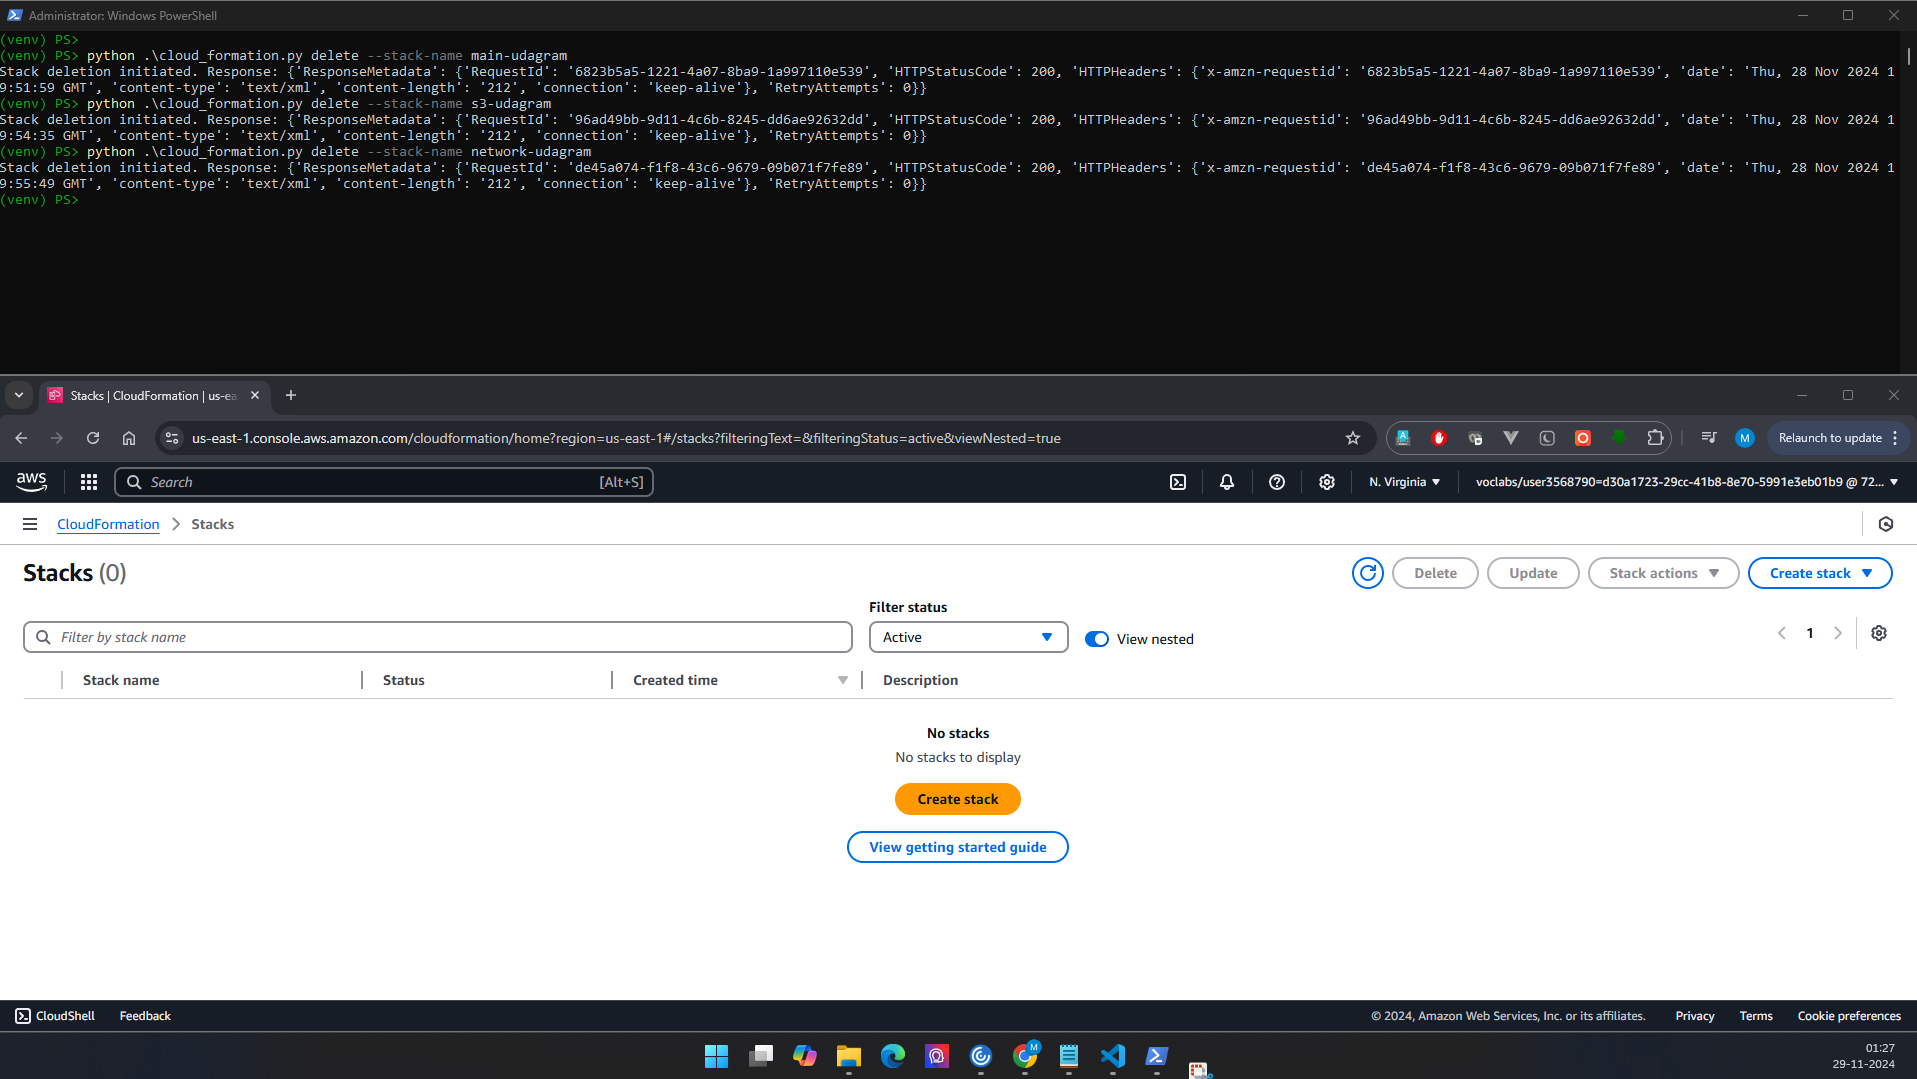 Administrator: Windows PowerShell
(venv) PS>
(venv) PS> python .\cloud_formation.py delete --stack-name main-udagram
Stack deletion initiated. Response: {'ResponseMetadata': {'RequestId': '6823b5a5-1221-4a07-8ba9-1a997110e539', 'HTTPStatusCode': 200, 'HTTPHeaders': {'x-amzn-requestid': '6823b5a5-1221-4a07-8ba9-1a997110e539', 'date': 'Thu, 28 Nov 2024 1
9:51:59 GMT', 'content-type': 'text/xml', 'content-length': '212', 'connection': 'keep-alive'}, 'RetryAttempts': 0}}
(venv) PS> python .\cloud_formation.py delete --stack-name s3-udagram
Stack deletion initiated. Response: {'ResponseMetadata': {'RequestId': '96ad49bb-9d11-4c6b-8245-dd6ae92632dd', 'HTTPStatusCode': 200, 'HTTPHeaders': {'x-amzn-requestid': '96ad49bb-9d11-4c6b-8245-dd6ae92632dd', 'date': 'Thu, 28 Nov 2024 1
9:54:35 GMT', 'content-type': 'text/xml', 'content-length': '212', 'connection': 'keep-alive'}, 'RetryAttempts': 0}}
(venv) PS> python .\cloud_formation.py delete --stack-name network-udagram
Stack deletion initiated. Response: {'ResponseMetadata': {'RequestId': 'de45a074-f1f8-43c6-9679-09b071f7fe89', 'HTTPStatusCode': 200, 'HTTPHeaders': {'x-amzn-requestid': 'de45a074-f1f8-43c6-9679-09b071f7fe89', 'date': 'Thu, 28 Nov 2024 1
9:55:49 GMT', 'content-type': 'text/xml', 'content-length': '212', 'connection': 'keep-alive'}, 'RetryAttempts': 0}}
(venv) PS>
Stacks | CloudFormation | us-ea
us-east-1.console.aws.amazon.com/cloudformation/home?region=us-east-1#/stacks?filteringText=&filteringStatus=active&viewNested=true
M
Relaunch to update
aws
Search
[Alt+S]
N. Virginia
voclabs/user3568790=d30a1723-29cc-41b8-8e70-5991e3eb01b9 @ 72...
CloudFormation
Stacks
Stacks (0)
Delete
Update
Stack actions
Create stack
Filter status
Filter by stack name
Active
View nested
1
Stack name
Status
Created time
Description
No stacks
No stacks to display
Create stack
View getting started guide
CloudShell
Feedback
© 2024, Amazon Web Services, Inc. or its affiliates.
Privacy
Terms
Cookie preferences
M
01:27
29-11-2024